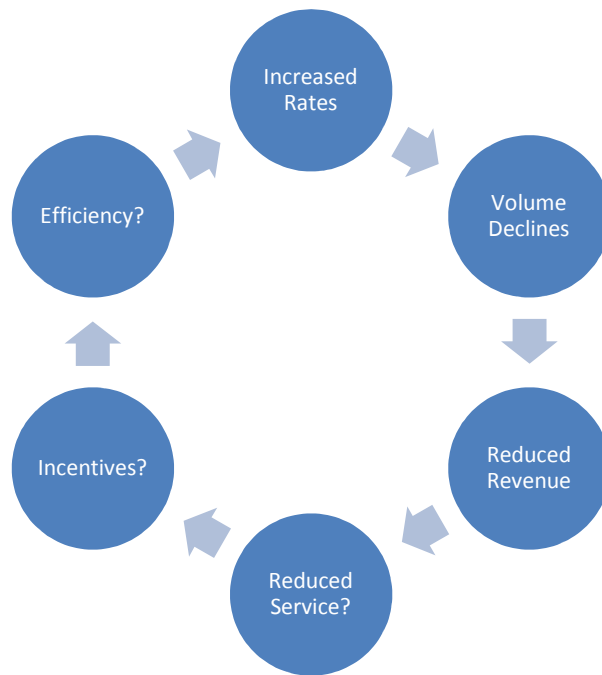 Increased
Rates
Volume
Declines
Reduced
Revenue
Reduced
Service?
Incentives?
Efficiency?